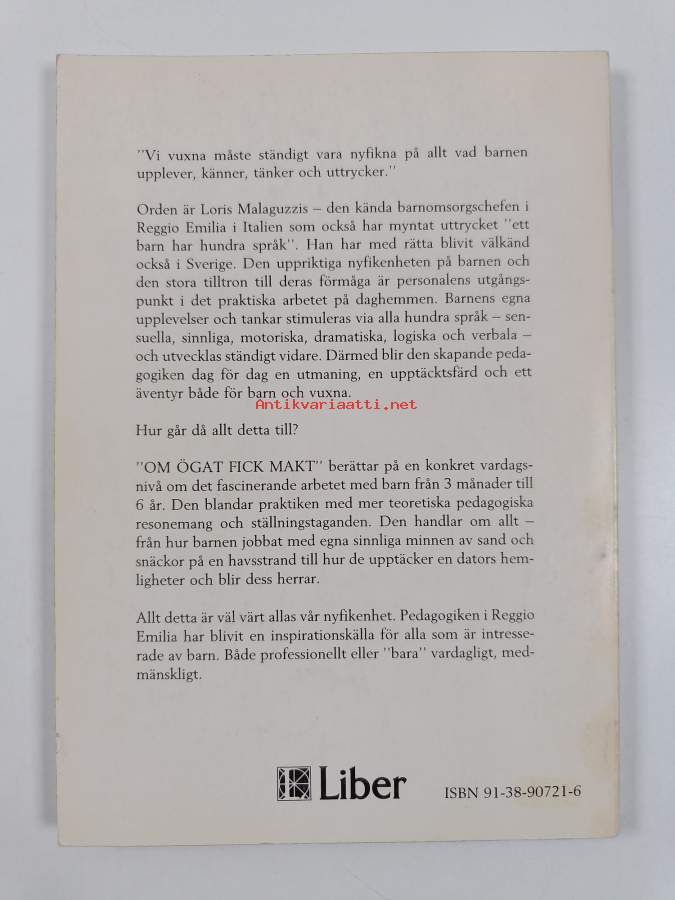 "Vi vuxna måste ständigt vara nyfikna på allt vad barnen
upplever, känner, tänker och uttrycker."
Orden är Loris Malaguzzis – den kända barnomsorgschefen i
Reggio Emilia i Italien som också har myntat uttrycket "ett
barn har hundra språk". Han har med rätta blivit välkänd
också i Sverige. Den uppriktiga nyfikenheten på barnen och
den stora tilltron till deras förmåga är personalens utgångs-
punkt i det praktiska arbetet på daghemmen. Barnens egna
upplevelser och tankar stimuleras via alla hundra språk – sen-
suella, sinnliga, motoriska, dramatiska, logiska och verbala –
och utvecklas ständigt vidare. Därmed blir den skapande peda-
gogiken dag för dag en utmaning, en upptäcktsfärd och ett
äventyr både för barn och vuxna.
Antikvariaatti.net
Hur går då allt detta till?
"OM ÖGAT FICK MAKT" berättar på en konkret vardags-
nivå om det fascinerande arbetet med barn från 3 månader till
6 år. Den blandar praktiken med mer teoretiska pedagogiska
resonemang och ställningstaganden. Den handlar om allt –
från hur barnen jobbat med egna sinnliga minnen av sand och
snäckor på en havsstrand till hur de upptäcker en dators hem-
ligheter och blir dess herrar.
Allt detta är väl värt allas vår nyfikenhet. Pedagogiken i Reggio
Emilia har blivit en inspirationskälla för alla som är intresse-
rade av barn. Både professionellt eller "bara" vardagligt, med-
mänskligt.
Liber
ISBN 91-38-90721-6